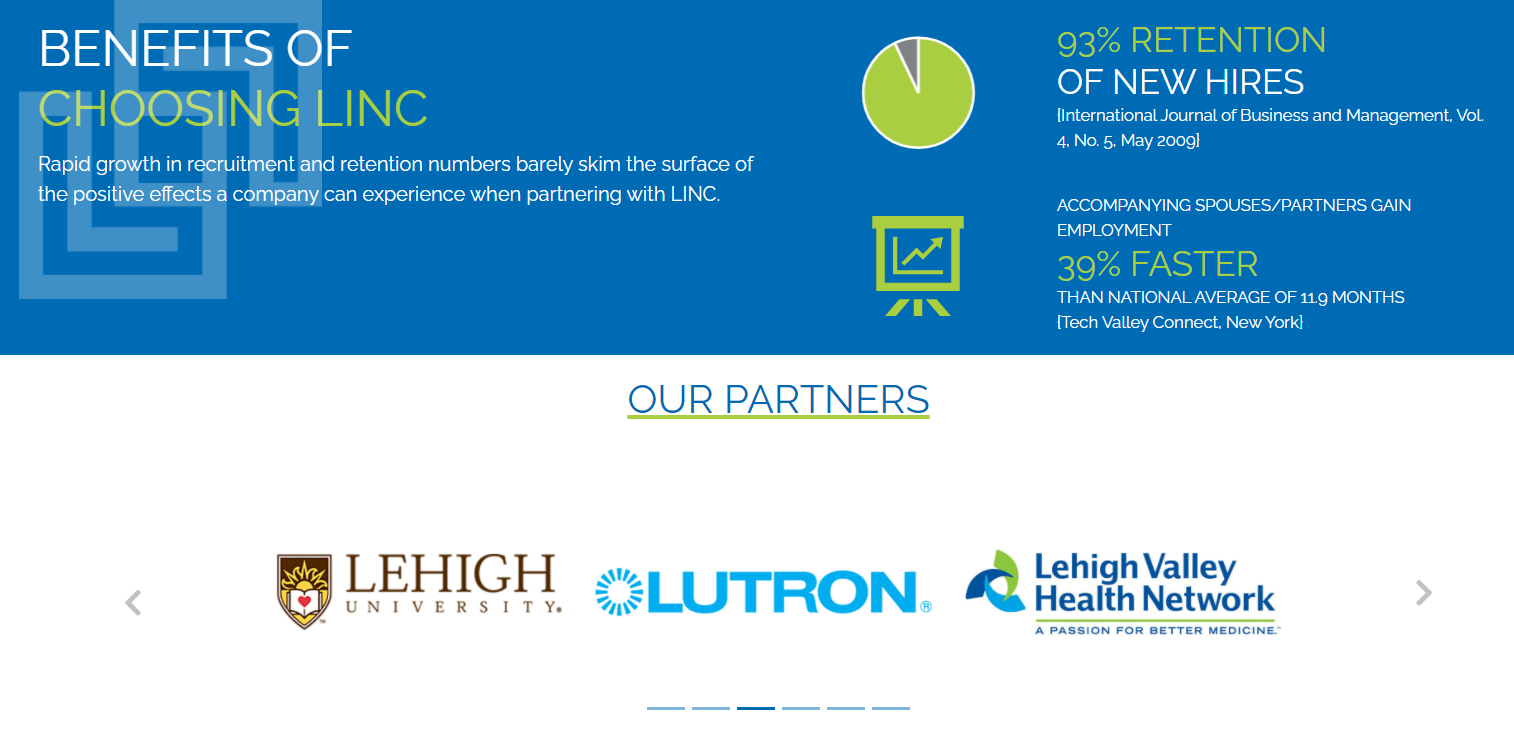 BENEFITS OF
CHOOSING LINC
Rapid growth in recruitment and retention numbers barely skim the surface of
the positive effects a company can experience when partnering with LINC.
93% RETENTION
OF NEW HIRES
{International Journal of Business and Management, Vol.
4, No. 5, May 2009}
ACCOMPANYING SPOUSES/PARTNERS GAIN
EMPLOYMENT
39% FASTER
THAN NATIONAL AVERAGE OF 11.9 MONTHS
{Tech Valley Connect, New York}
OUR PARTNERS
LEHIGH
UNIVERSITY®
LUTRON®
Lehigh Valley
Health Network
A PASSION FOR BETTER MEDICINE.™